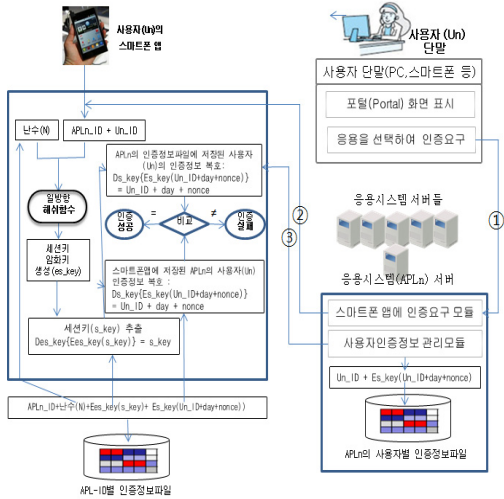 사용자(Un)의
스마트폰 앱
사용자 (Un)
단말
사용자 단말(PC,스마트폰 등)
포털(Portal) 화면 표시
응용을 선택하여 인증요구
난수(N)
APLn_ID + Un_ID
APLn의 인증정보파일에 저장된 사용자
(Un)의 인증정보 복호:
Ds_key{Es_key(Un_ID+day+nonce)}
= Un_ID + day + nonce
일방향
해쉬함수
인증
성공
=
비교
≠
인증
실패
②
③
①
응용시스템 서버들
응용시스템(APLn) 서버
세션키
암화키
생성(es_key)
스마트폰앱에 저장된 APLn의 사용자(Un)
인증정보 복호 :
Ds_key{Es_key(Un_ID+day+nonce)}
= Un_ID + day + nonce
스마트폰 앱에 인증요구 모듈
사용자인증정보 관리모듈
세션키(s_key) 추출
Des_key{Ees_key(s_key)} = s_key
Un_ID + Es_key(Un_ID+day+nonce)
APLn_ID+난수(N)+Ees_key(s_key)+ Es_key(Un_ID+day+nonce))
APL-ID별 인증정보파일
APLn의 사용자별 인증정보파일